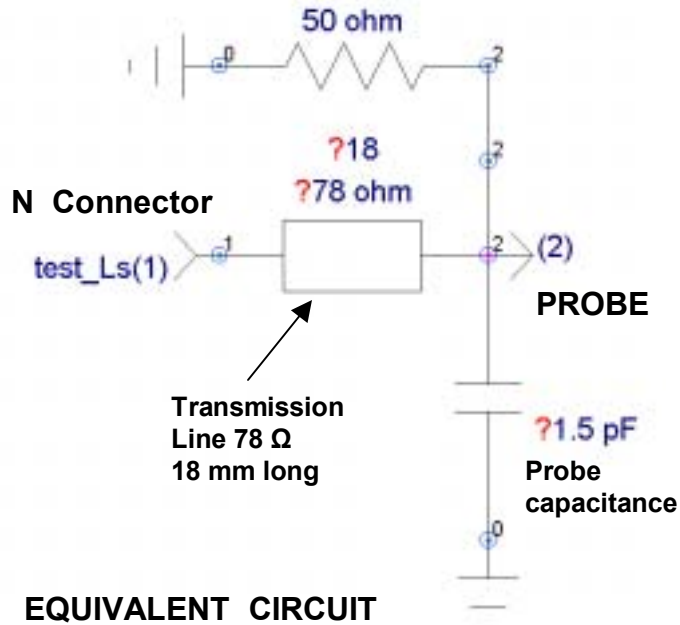 50 ohm
0
2
?18
2
?78 ohm
N Connector
1
2
(2)
test_Ls(1)
PROBE
Transmission
Line 78 Ω
18 mm long
?1.5 pF
Probe
capacitance
0
EQUIVALENT CIRCUIT